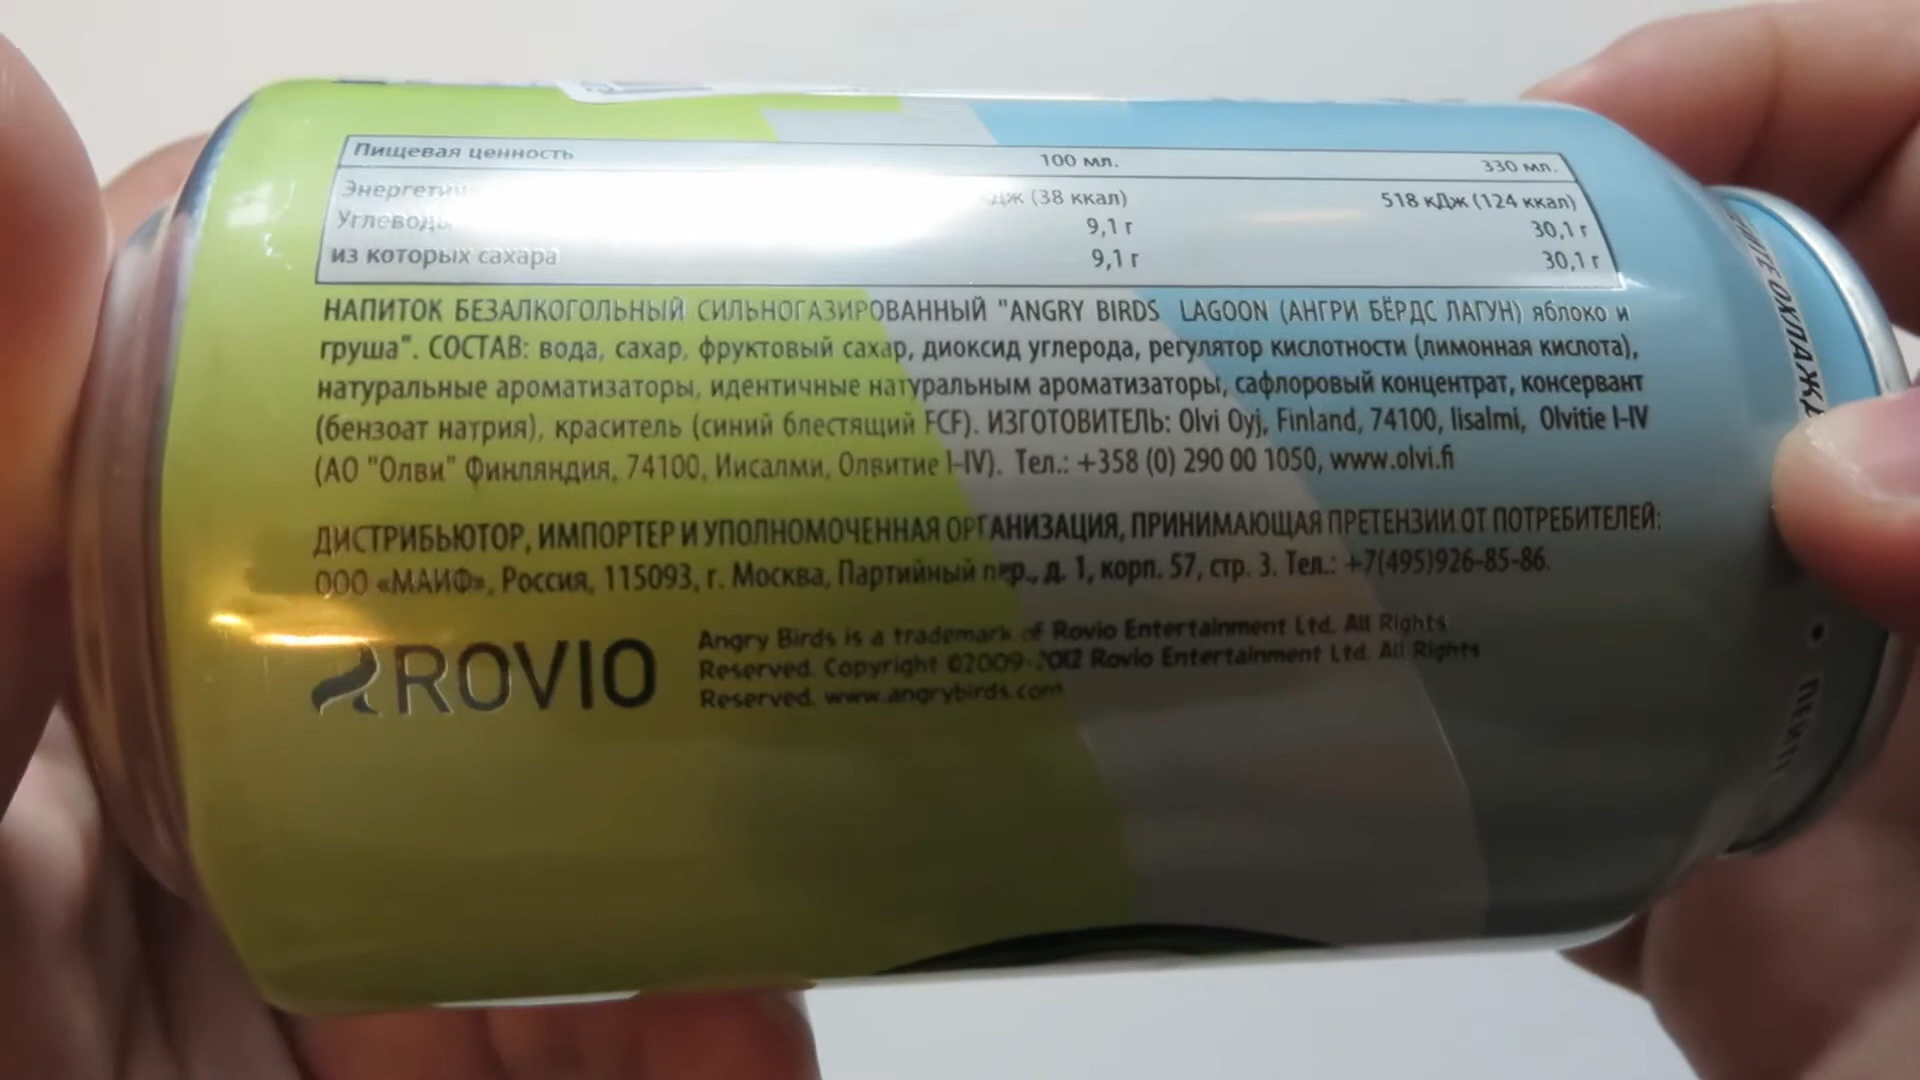 Пищевая ценность 100 мл. 330 мл.
дж (38 ккал) 518 кДж (124 ккал)
9,1 г 30,1 г
из которых сахара 9,1 г 30,1 г
НАПИТОК БЕЗАЛКОГОЛЬНЫЙ СИЛЬНОГАЗИРОВАННЫЙ "ANGRY BIRDS LAGOON (АНГРИ БЁРДС ЛАГУН) яблоко и
груша". СОСТАВ: вода, сахар, фруктовый сахар, диоксид углерода, регулятор кислотности (лимонная кислота),
натуральные ароматизаторы, идентичные натуральным ароматизаторы, сафлоровый концентрат, консервант
(бензоат натрия), краситель (синий блестящий FCF). ИЗГОТОВИТЕЛЬ: Olvi Oyj, Finland, 74100, Iisalmi, Olvitie I-IV
(АО "Олви" Финляндия, 74100, Иисалми, Олвитие I-IV). Тел.: +358 (0) 290 00 1050, www.olvi.fi
ДИСТРИБЬЮТОР, ИМПОРТЕР И УПОЛНОМОЧЕННАЯ ОРГАНИЗАЦИЯ, ПРИНИМАЮЩАЯ ПРЕТЕНЗИИ ОТ ПОТРЕБИТЕЛЕЙ:
ООО «МАИФ», Россия, 115093, г. Москва, Партийный пер., д. 1, корп. 57, стр. 3. Тел.: +7(495)926-85-86.
ROVIO
Angry Birds is a trademark of Rovio Entertainment Ltd. All Rights
Reserved. Copyright ©2009-2012 Rovio Entertainment Ltd. All Rights
Reserved. www.angrybirds.com